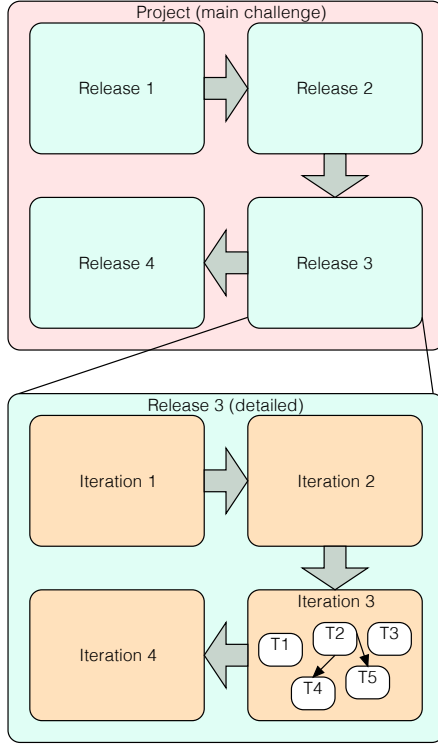 Project (main challenge)
Release 1
Release 2
Release 4
Release 3
Release 3 (detailed)
Iteration 1
Iteration 2
Iteration 4
Iteration 3
T1
T2
T3
T4
T5